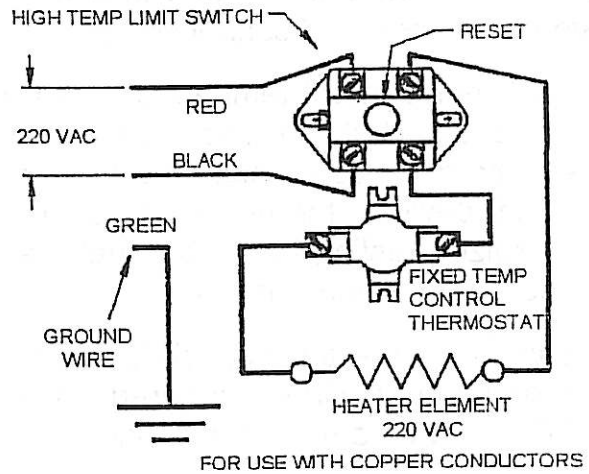 HIGH TEMP LIMIT SWITCH
RESET
RED
220 VAC
BLACK
GREEN
FIXED TEMP
CONTROL
THERMOSTAT
GROUND
WIRE
HEATER ELEMENT
220 VAC
FOR USE WITH COPPER CONDUCTORS